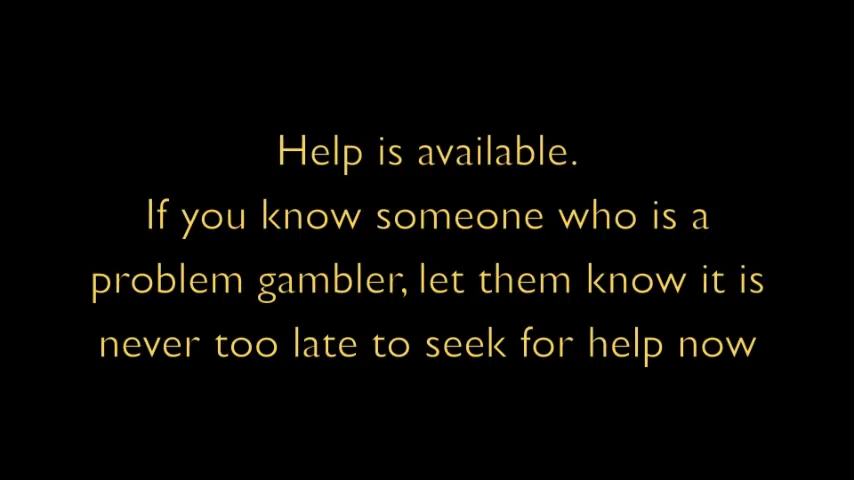 Help is available.
If you know someone who is a
problem gambler, let them know it is
never too late to seek for help now